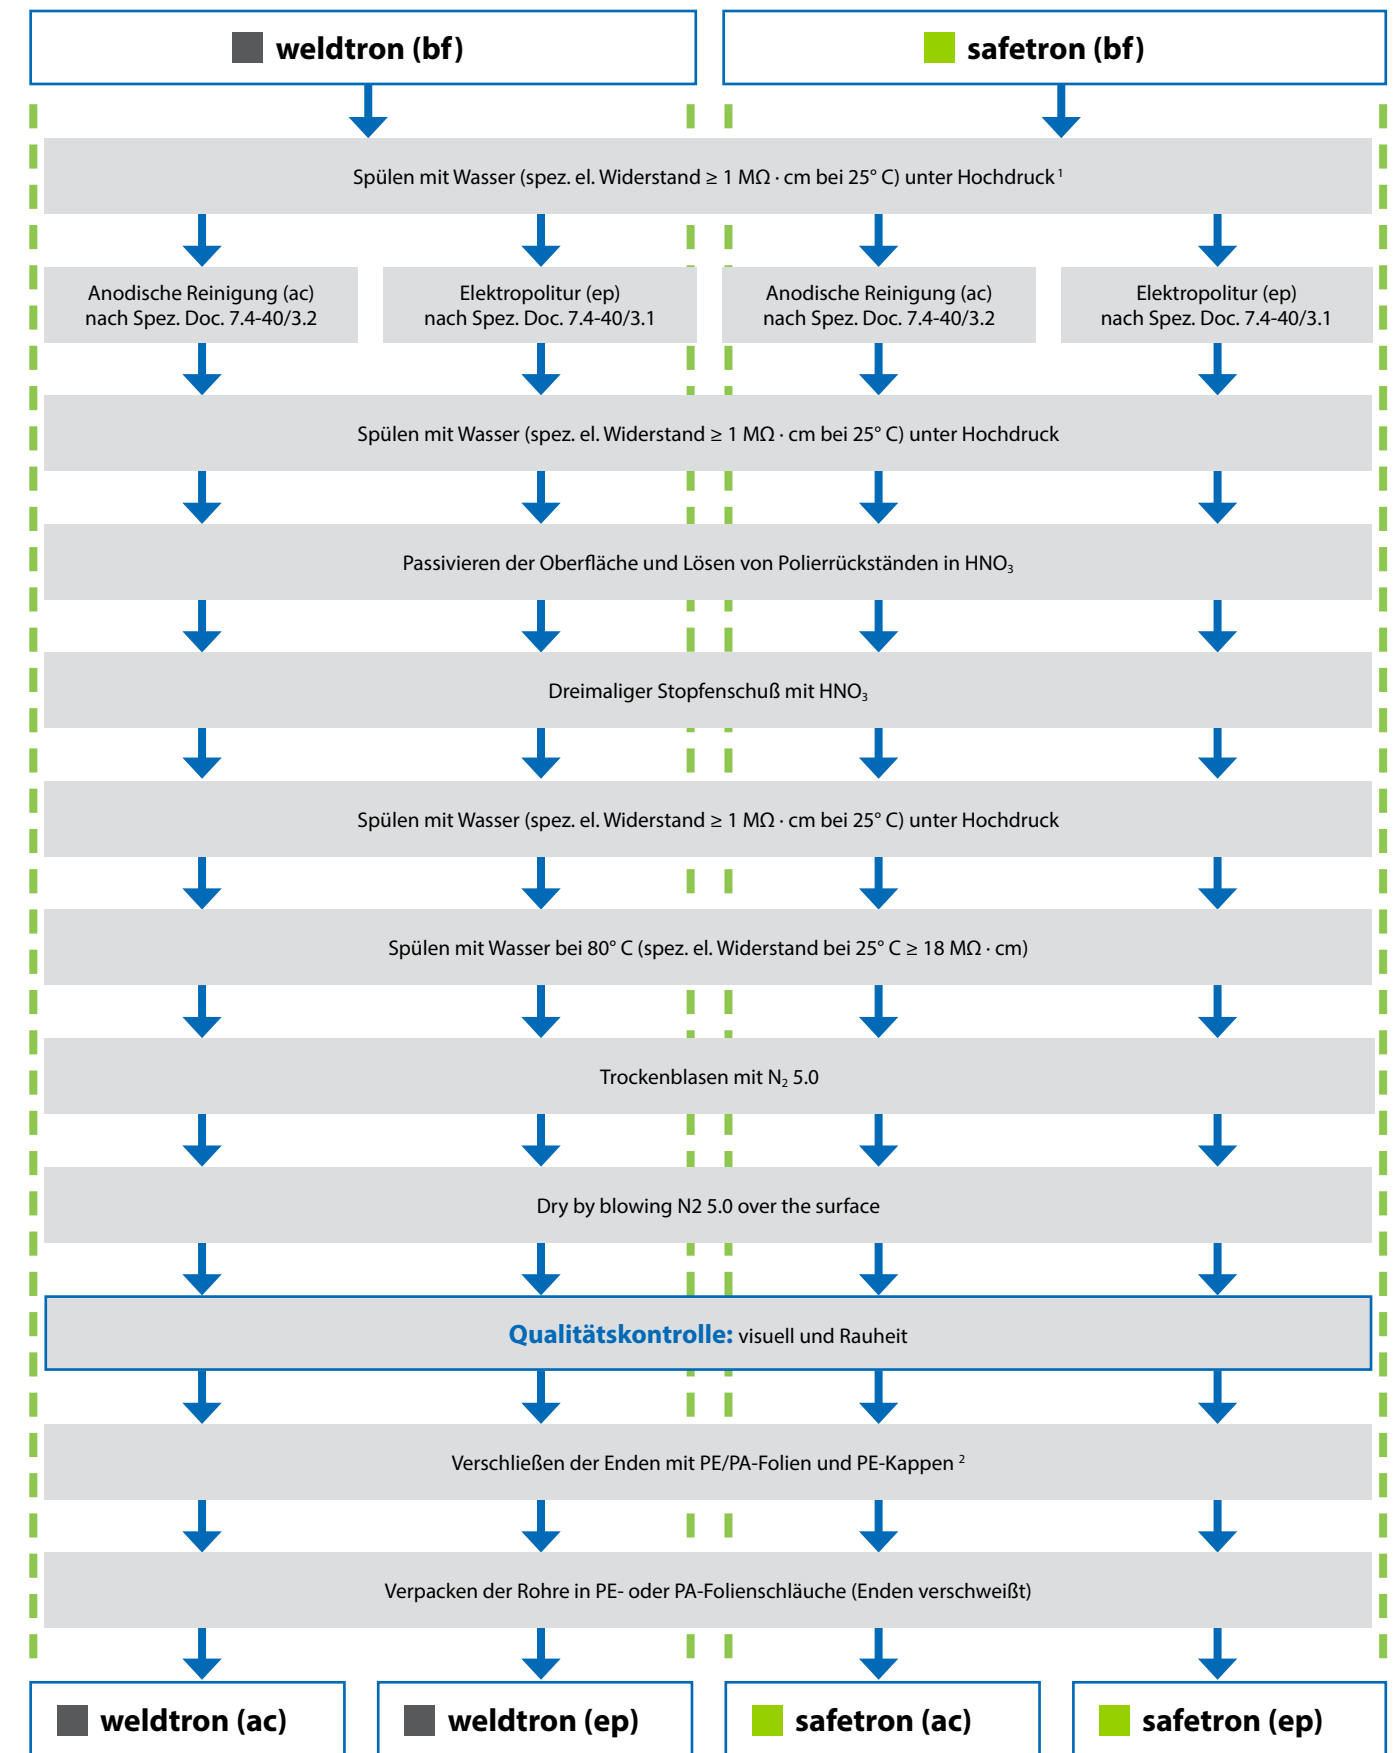 weldtron (bf)
safetron (bf)
Spülen mit Wasser (spez. el. Widerstand ≥ 1 MΩ · cm bei 25° C) unter Hochdruck ¹
Anodische Reinigung (ac)
nach Spez. Doc. 7.4-40/3.2
Elektropolitur (ep)
nach Spez. Doc. 7.4-40/3.1
Anodische Reinigung (ac)
nach Spez. Doc. 7.4-40/3.2
Elektropolitur (ep)
nach Spez. Doc. 7.4-40/3.1
Spülen mit Wasser (spez. el. Widerstand ≥ 1 MΩ · cm bei 25° C) unter Hochdruck
Passivieren der Oberfläche und Lösen von Polierrückständen in HNO₃
Dreimaliger Stopfenschuß mit HNO₃
Spülen mit Wasser (spez. el. Widerstand ≥ 1 MΩ · cm bei 25° C) unter Hochdruck
Spülen mit Wasser bei 80° C (spez. el. Widerstand bei 25° C ≥ 18 MΩ · cm)
Trockenblasen mit N₂ 5.0
Dry by blowing N2 5.0 over the surface
Qualitätskontrolle: visuell und Rauheit
Verschließen der Enden mit PE/PA-Folien und PE-Kappen ²
Verpacken der Rohre in PE- oder PA-Folienschläuche (Enden verschweißt)
weldtron (ac)
weldtron (ep)
safetron (ac)
safetron (ep)